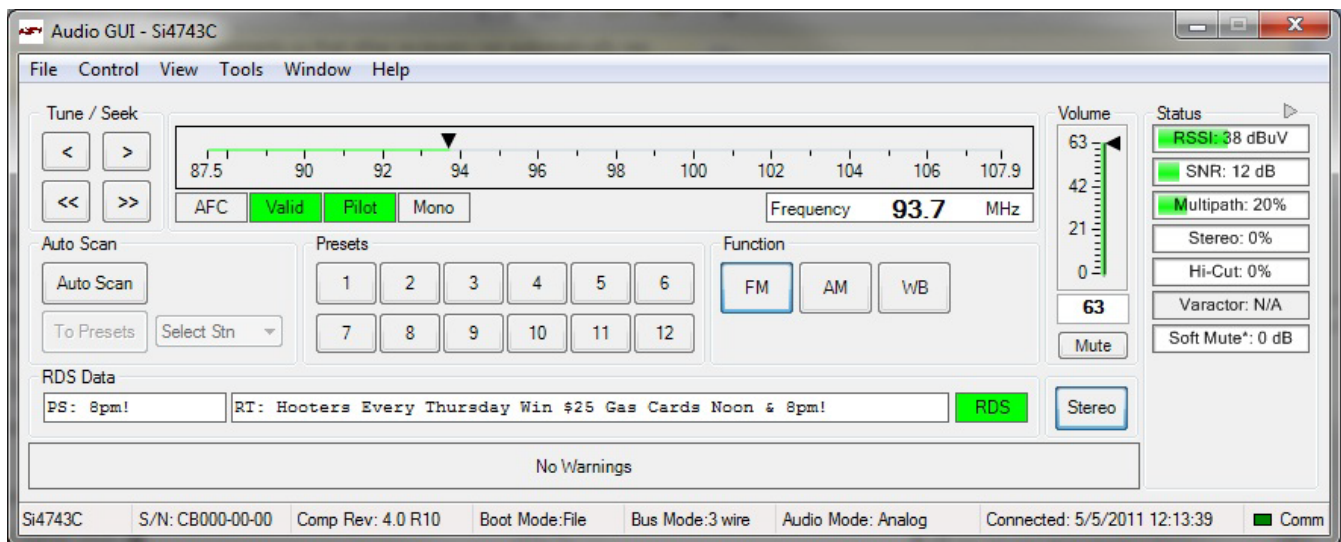 Audio GUI - Si4743C
File Control View Tools Window Help
Tune / Seek
< >
<< >>
87.5 90 92 94 96 98 100 102 104 106 107.9
AFC Valid Pilot Mono
Frequency 93.7 MHz
Volume
63
42
21
0
63
Mute
Status
RSSI: 38 dBuV
SNR: 12 dB
Multipath: 20%
Stereo: 0%
Hi-Cut: 0%
Varactor: N/A
Soft Mute*: 0 dB
Auto Scan
Auto Scan
To Presets Select Stn
Presets
1 2 3 4 5 6
7 8 9 10 11 12
Function
FM AM WB
RDS Data
PS: 8pm! RT: Hooters Every Thursday Win $25 Gas Cards Noon & 8pm! RDS
Stereo
No Warnings
Si4743C S/N: CB000-00-00 Comp Rev: 4.0 R10 Boot Mode:File Bus Mode:3 wire Audio Mode: Analog Connected: 5/5/2011 12:13:39 Comm